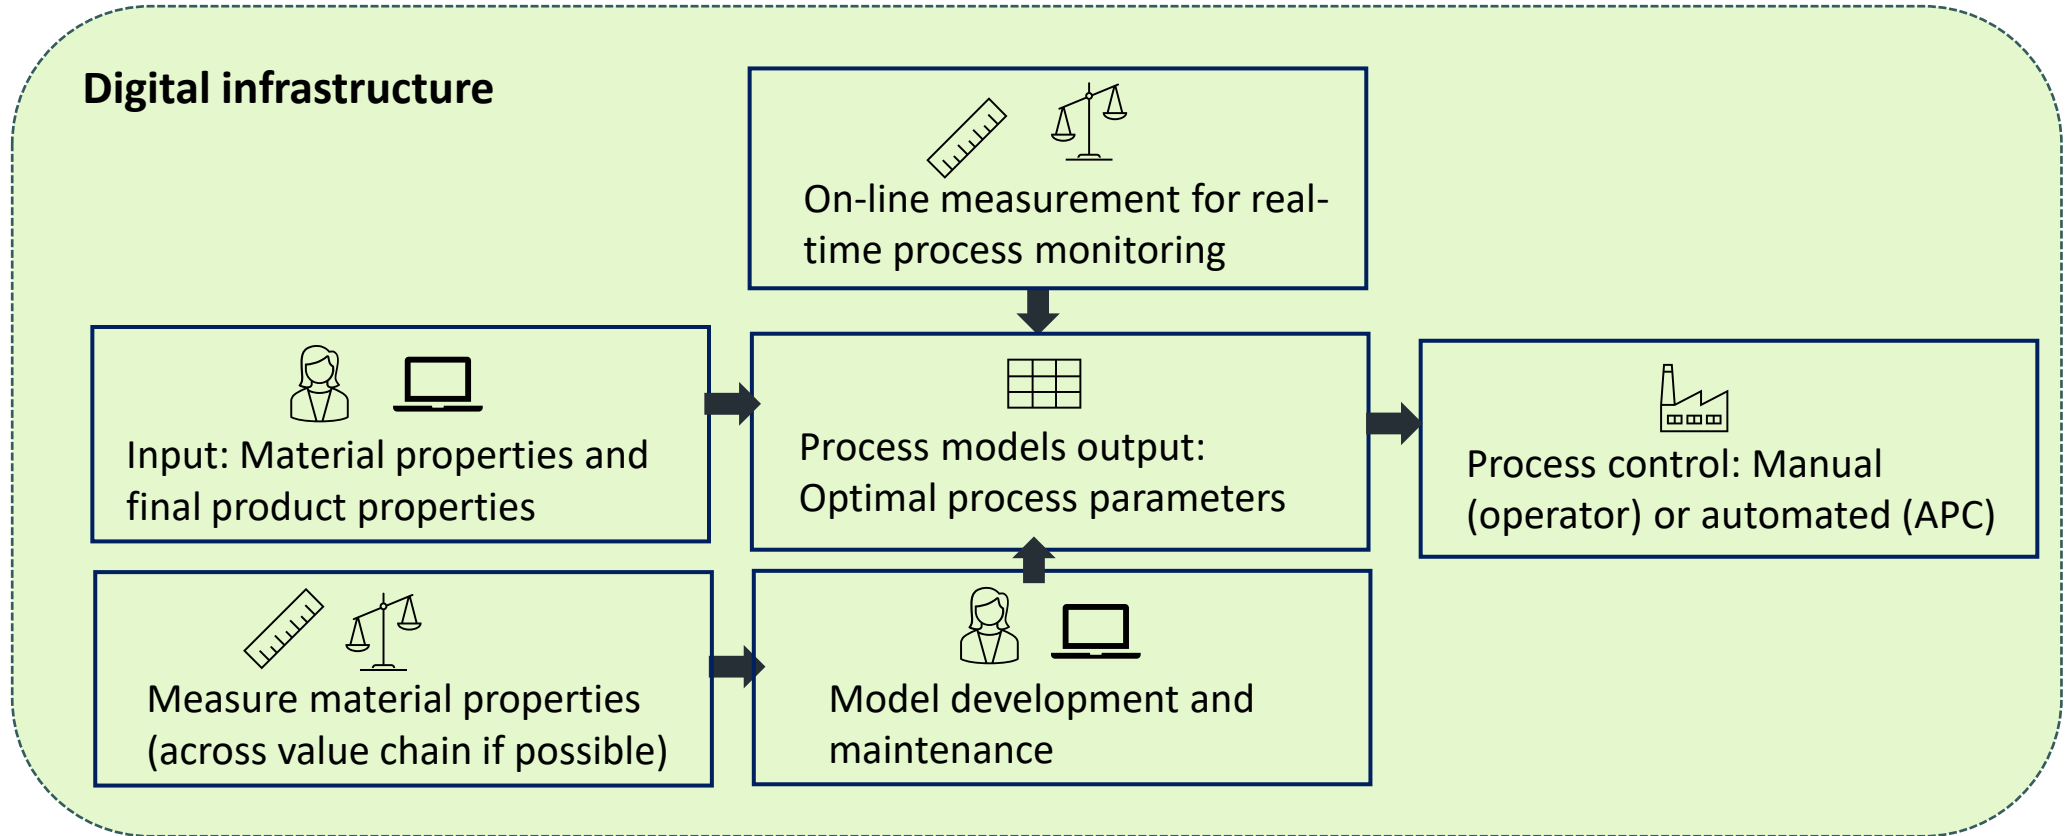 Digital infrastructure
On-line measurement for real-
time process monitoring
Input: Material properties and
final product properties
Process models output:
Optimal process parameters
Process control: Manual
(operator) or automated (APC)
Measure material properties
(across value chain if possible)
Model development and
maintenance